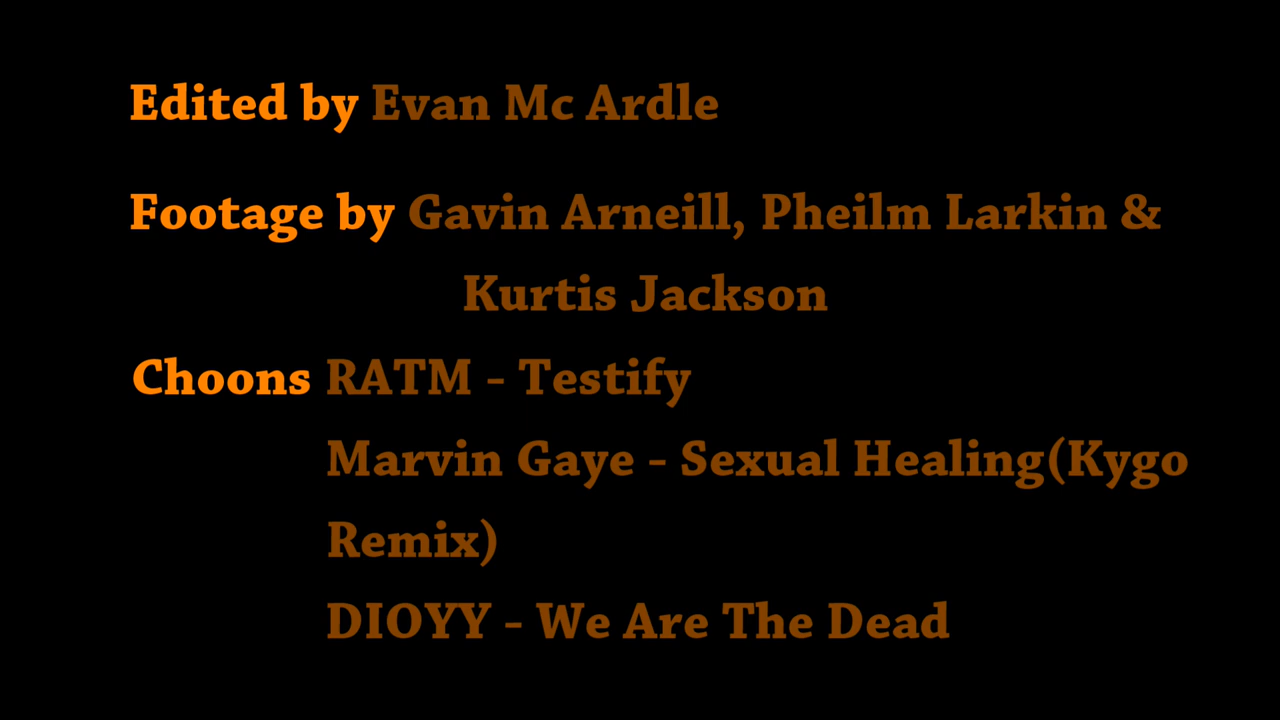 Edited by Evan Mc Ardle
Footage by Gavin Arneill, Pheilm Larkin &
Kurtis Jackson
Choons RATM - Testify
Marvin Gaye - Sexual Healing(Kygo
Remix)
DIOYY - We Are The Dead